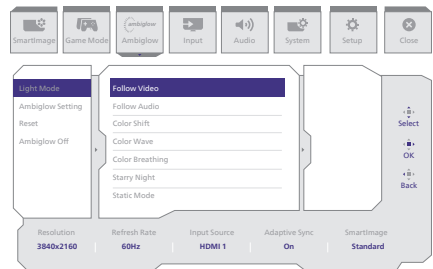 SmartImage
Game Mode
ambiglow
Ambiglow
Input
Audio
System
Setup
Close
Light Mode
Ambiglow Setting
Reset
Ambiglow Off
Follow Video
Follow Audio
Color Shift
Color Wave
Color Breathing
Starry Night
Static Mode
Select
OK
Back
Resolution Refresh Rate Input Source Adaptive Sync SmartImage
3840x2160 60Hz HDMI 1 On Standard